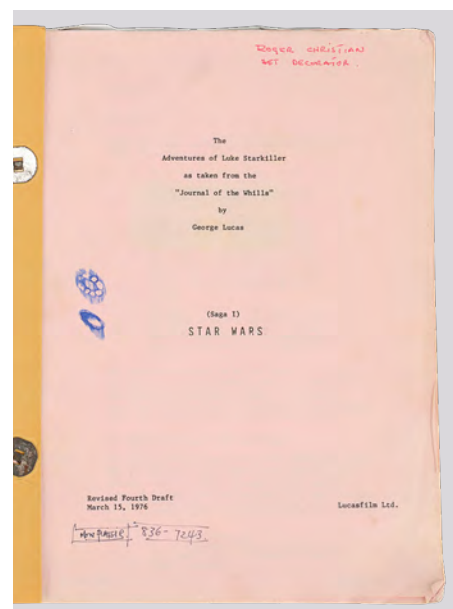 ROGER CHRISTIAN
SET DECORATOR.
The
Adventures of Luke Starkiller
as taken from the
"Journal of the Whills"
by
George Lucas
(Saga I)
STAR WARS
Revised Fourth Draft
March 15, 1976
Lucasfilm Ltd.
836-7243